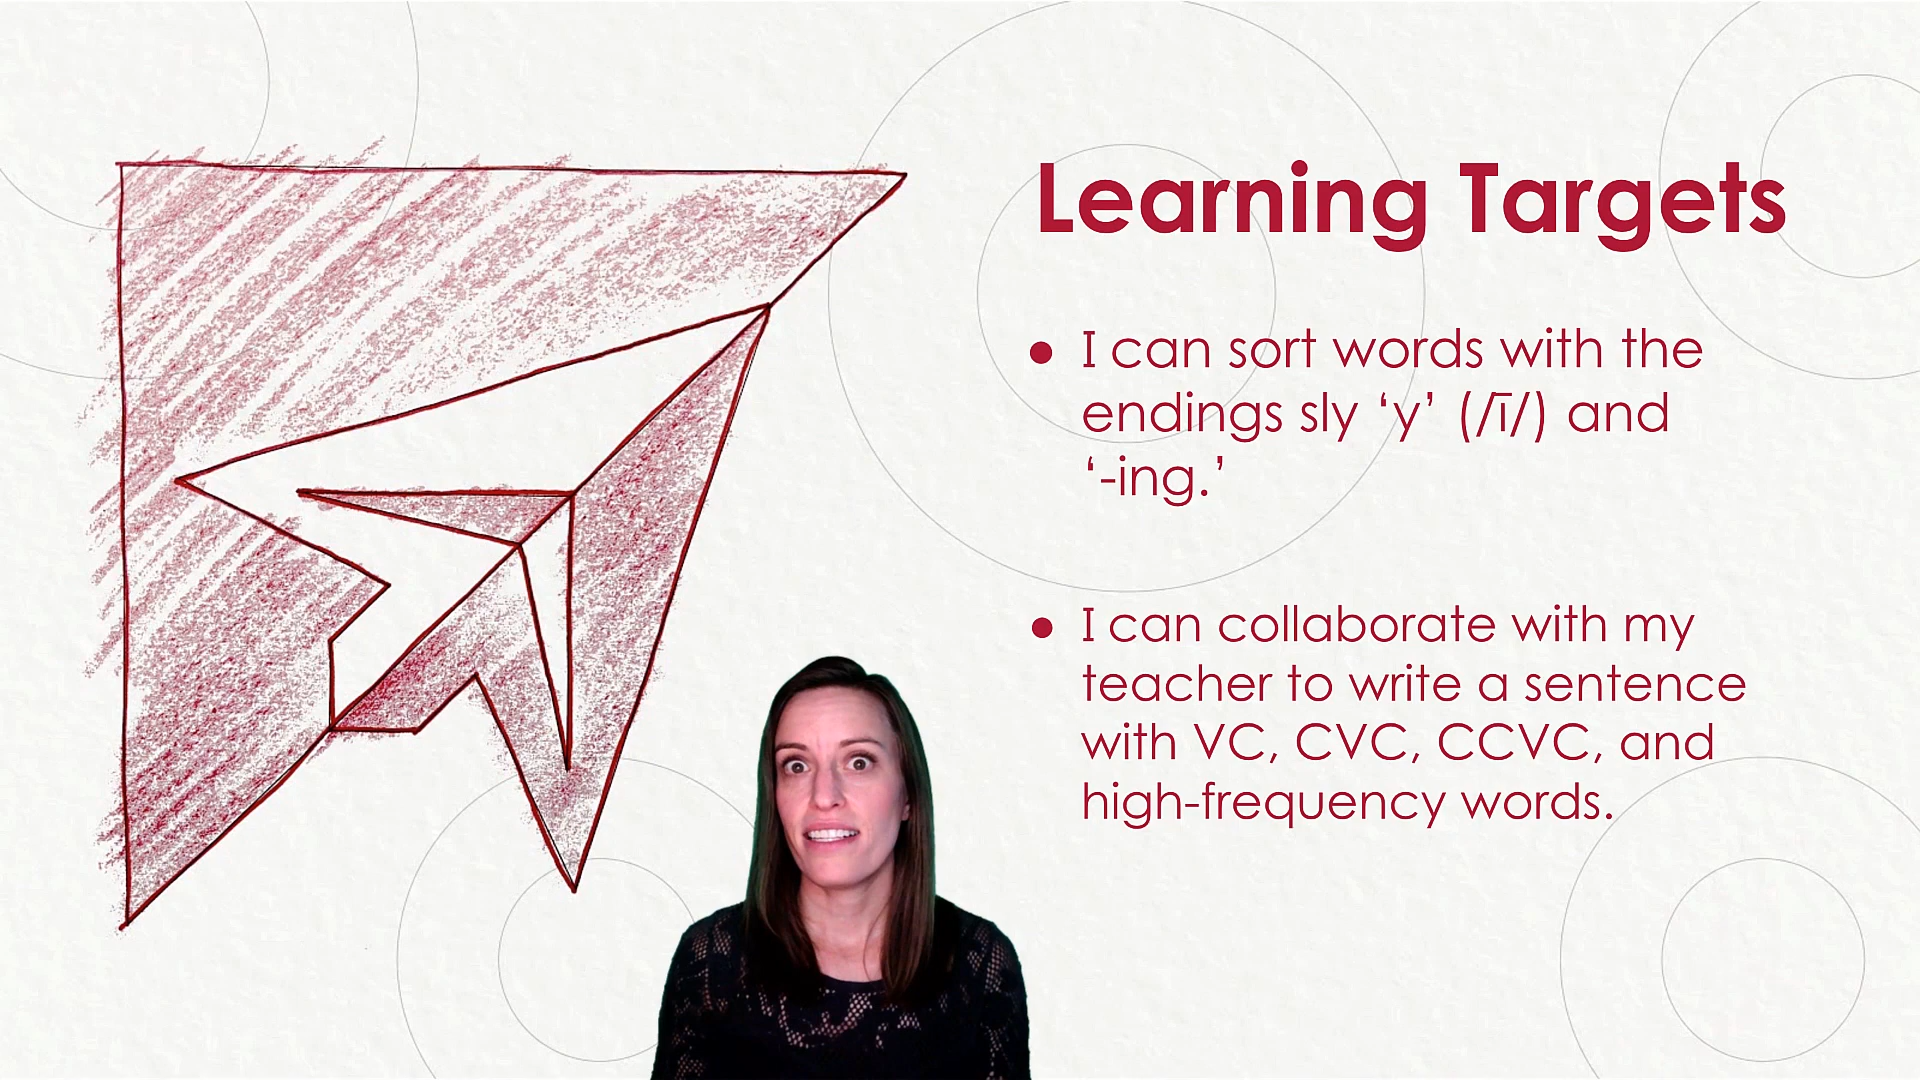 Learning Targets
● I can sort words with the
endings sly ‘y’ (/ī/) and
‘-ing.’
● I can collaborate with my
teacher to write a sentence
with VC, CVC, CCVC, and
high-frequency words.